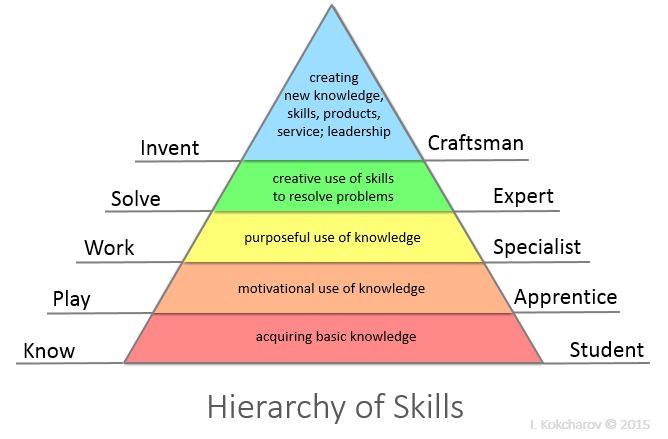 creating
new knowledge,
skills, products,
service; leadership
Invent
Craftsman
creative use of skills
to resolve problems
Solve
Expert
purposeful use of knowledge
Work
Specialist
motivational use of knowledge
Play
Apprentice
acquiring basic knowledge
Know
Student
Hierarchy of Skills
I. Kokcharov © 2015